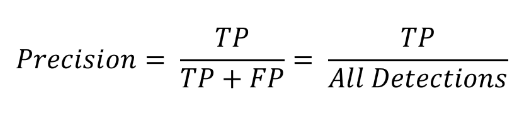 Precision = TP / TP + FP = TP / All Detections